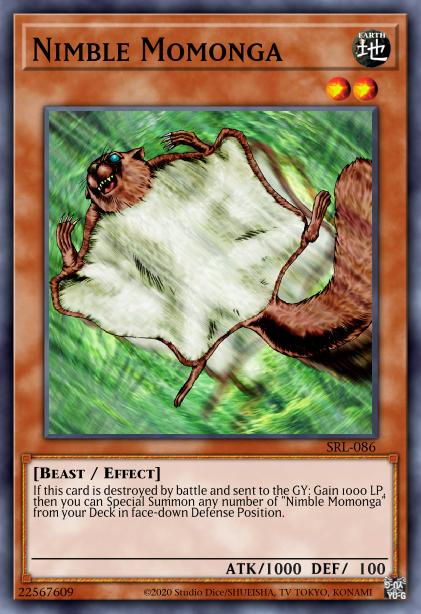 NIMBLE MOMONGA
EARTH
地
SRL-086
[BEAST / EFFECT]
If this card is destroyed by battle and sent to the GY: Gain 1000 LP,
then you can Special Summon any number of "Nimble Momonga"
from your Deck in face-down Defense Position.
ATK/1000 DEF/ 100
22567609
©2020 Studio Dice/SHUEISHA, TV TOKYO, KONAMI